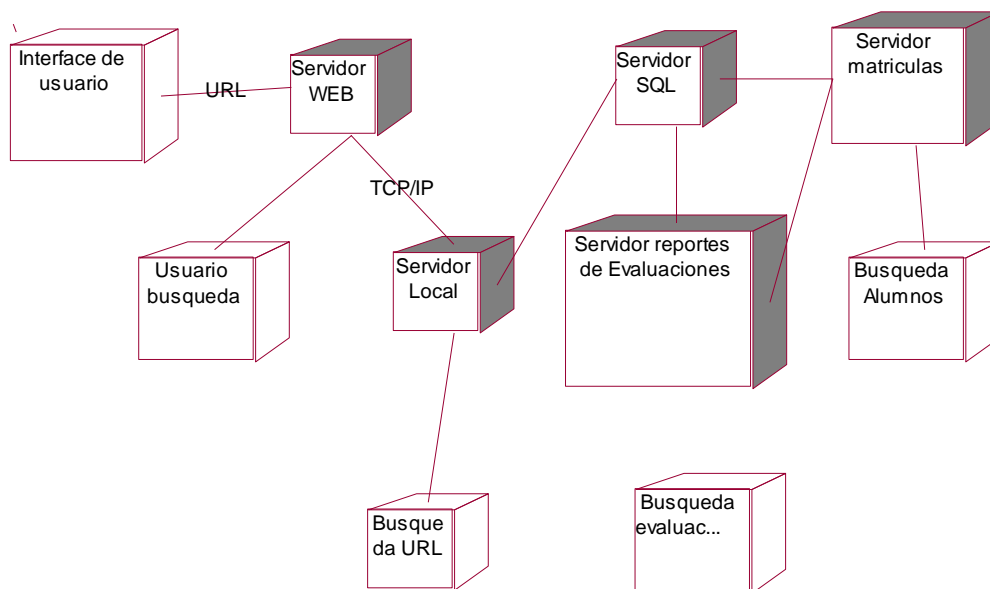 Interface de
usuario
URL
Servidor
WEB
Servidor
SQL
Servidor
matriculas
TCP/IP
Usuario
busqueda
Servidor
Local
Servidor reportes
de Evaluaciones
Busqueda
Alumnos
Busque
da URL
Busqueda
evaluac...